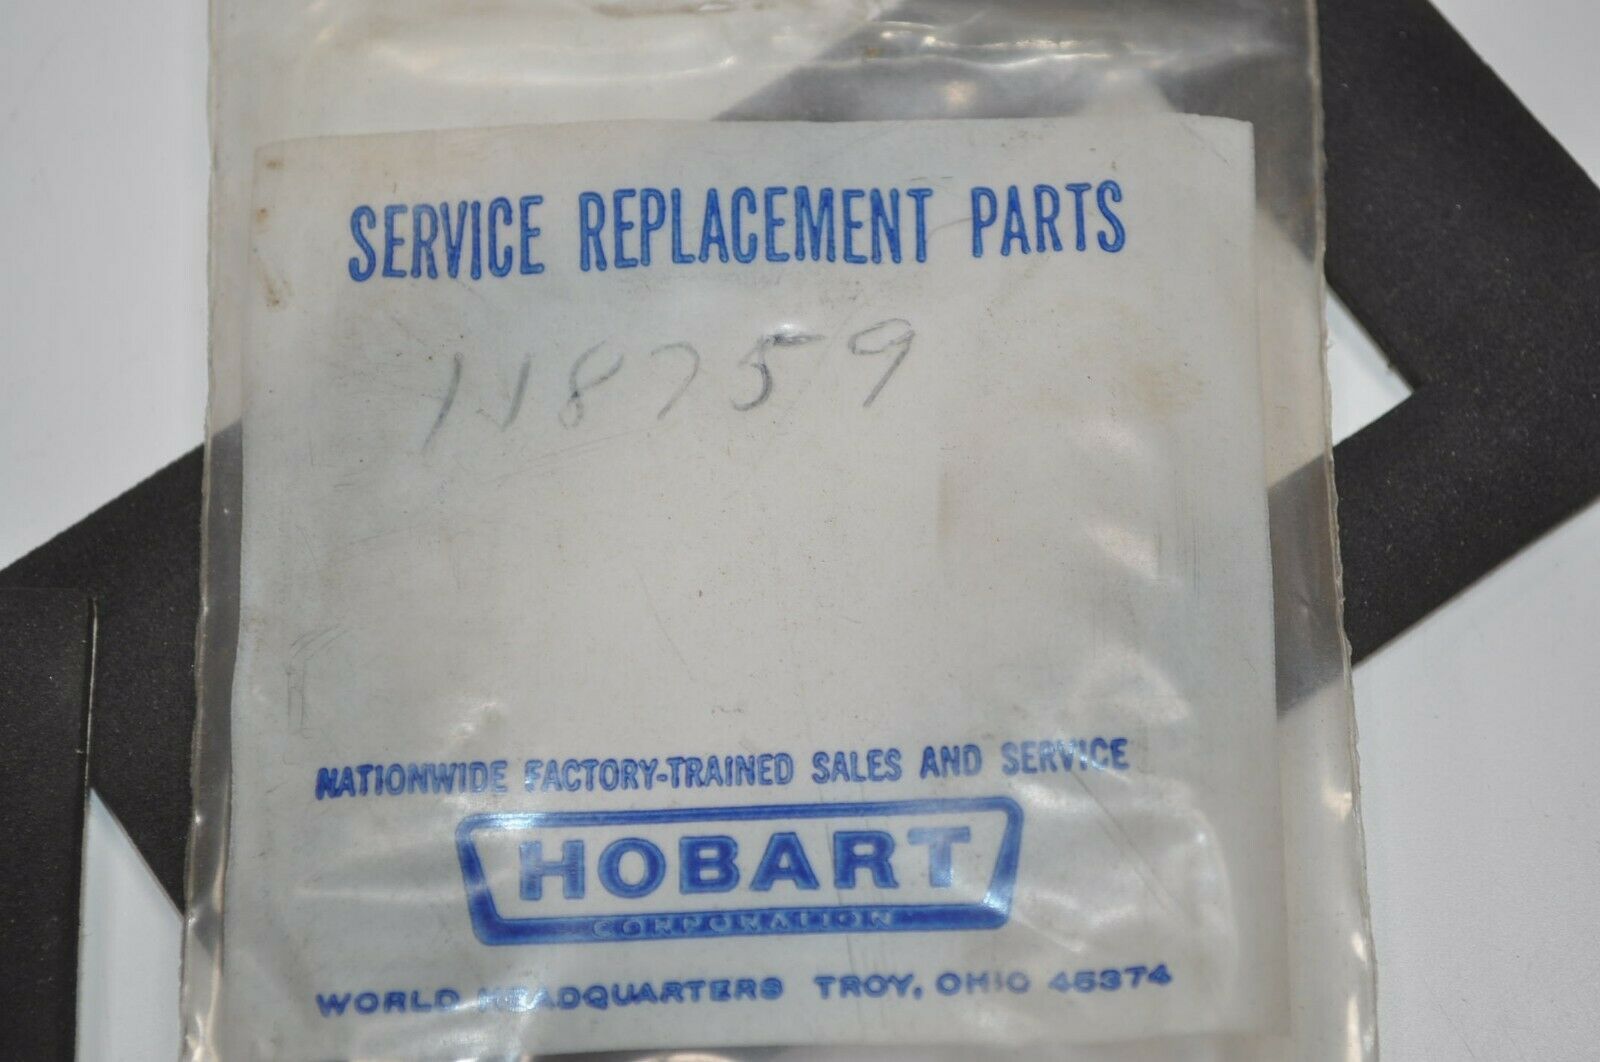 SERVICE REPLACEMENT PARTS
118759
NATIONWIDE FACTORY-TRAINED SALES AND SERVICE
HOBART
CORPORATION
WORLD HEADQUARTERS TROY, OHIO 45374